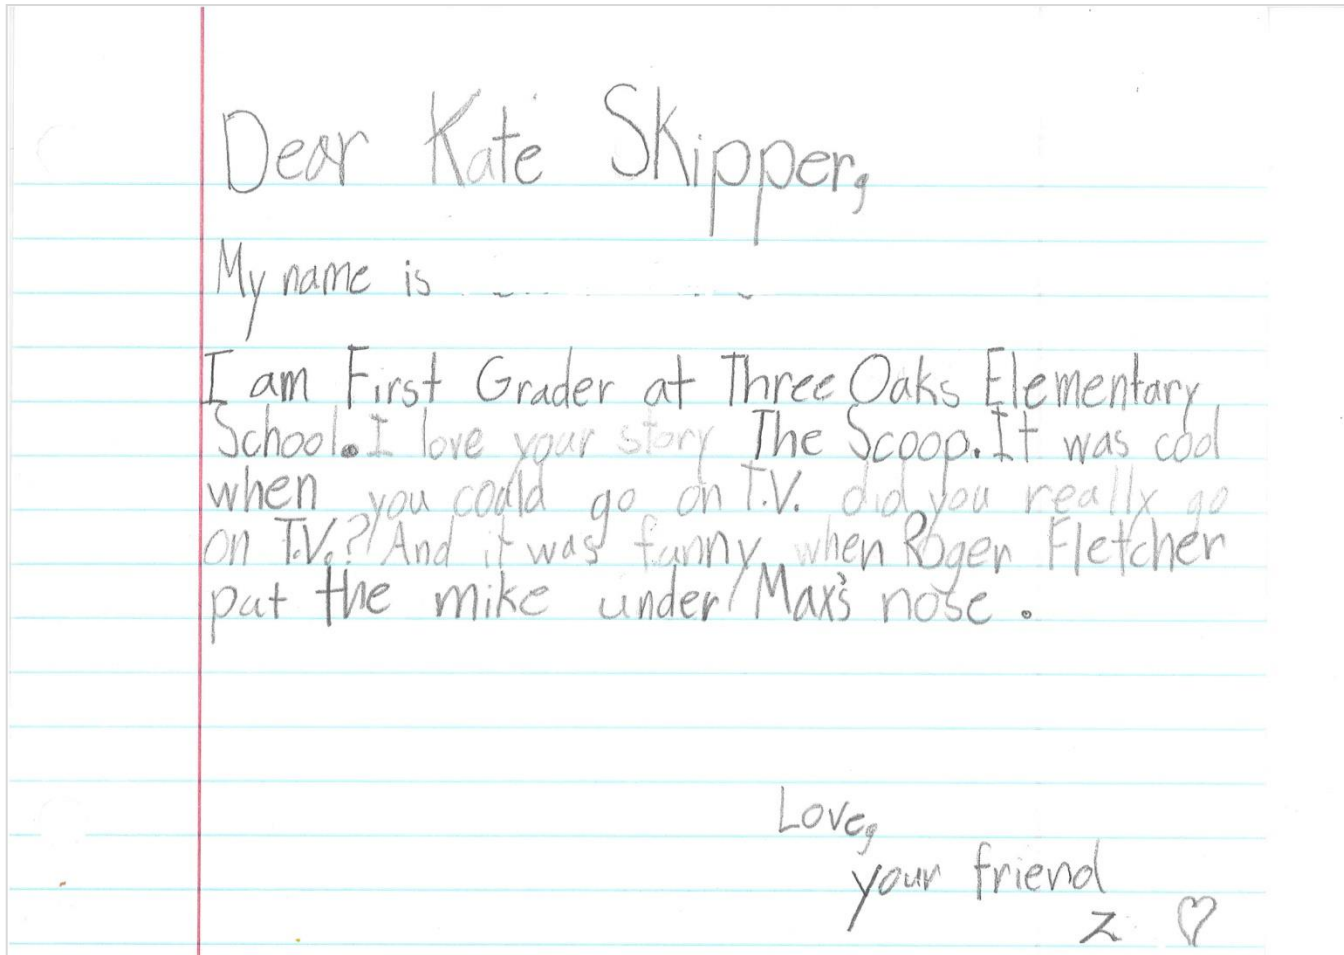 Dear Kate Skipper,
My name is
I am First Grader at Three Oaks Elementary
School. I love your story The Scoop. It was cool
when you could go on T.V. did you really go
on T.V.? And it was funny when Roger Fletcher
put the mike under Max's nose.
Love,
your friend
Z ♡